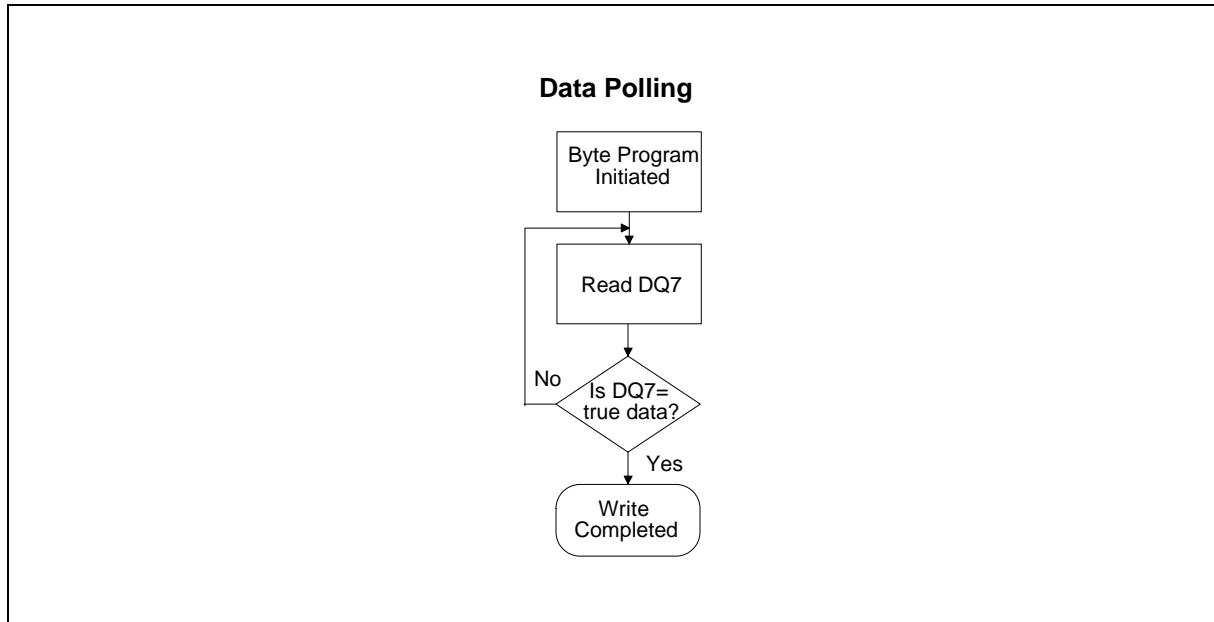 Data Polling
Byte Program
Initiated
Read DQ7
No
Is DQ7=
true data?
Yes
Write
Completed